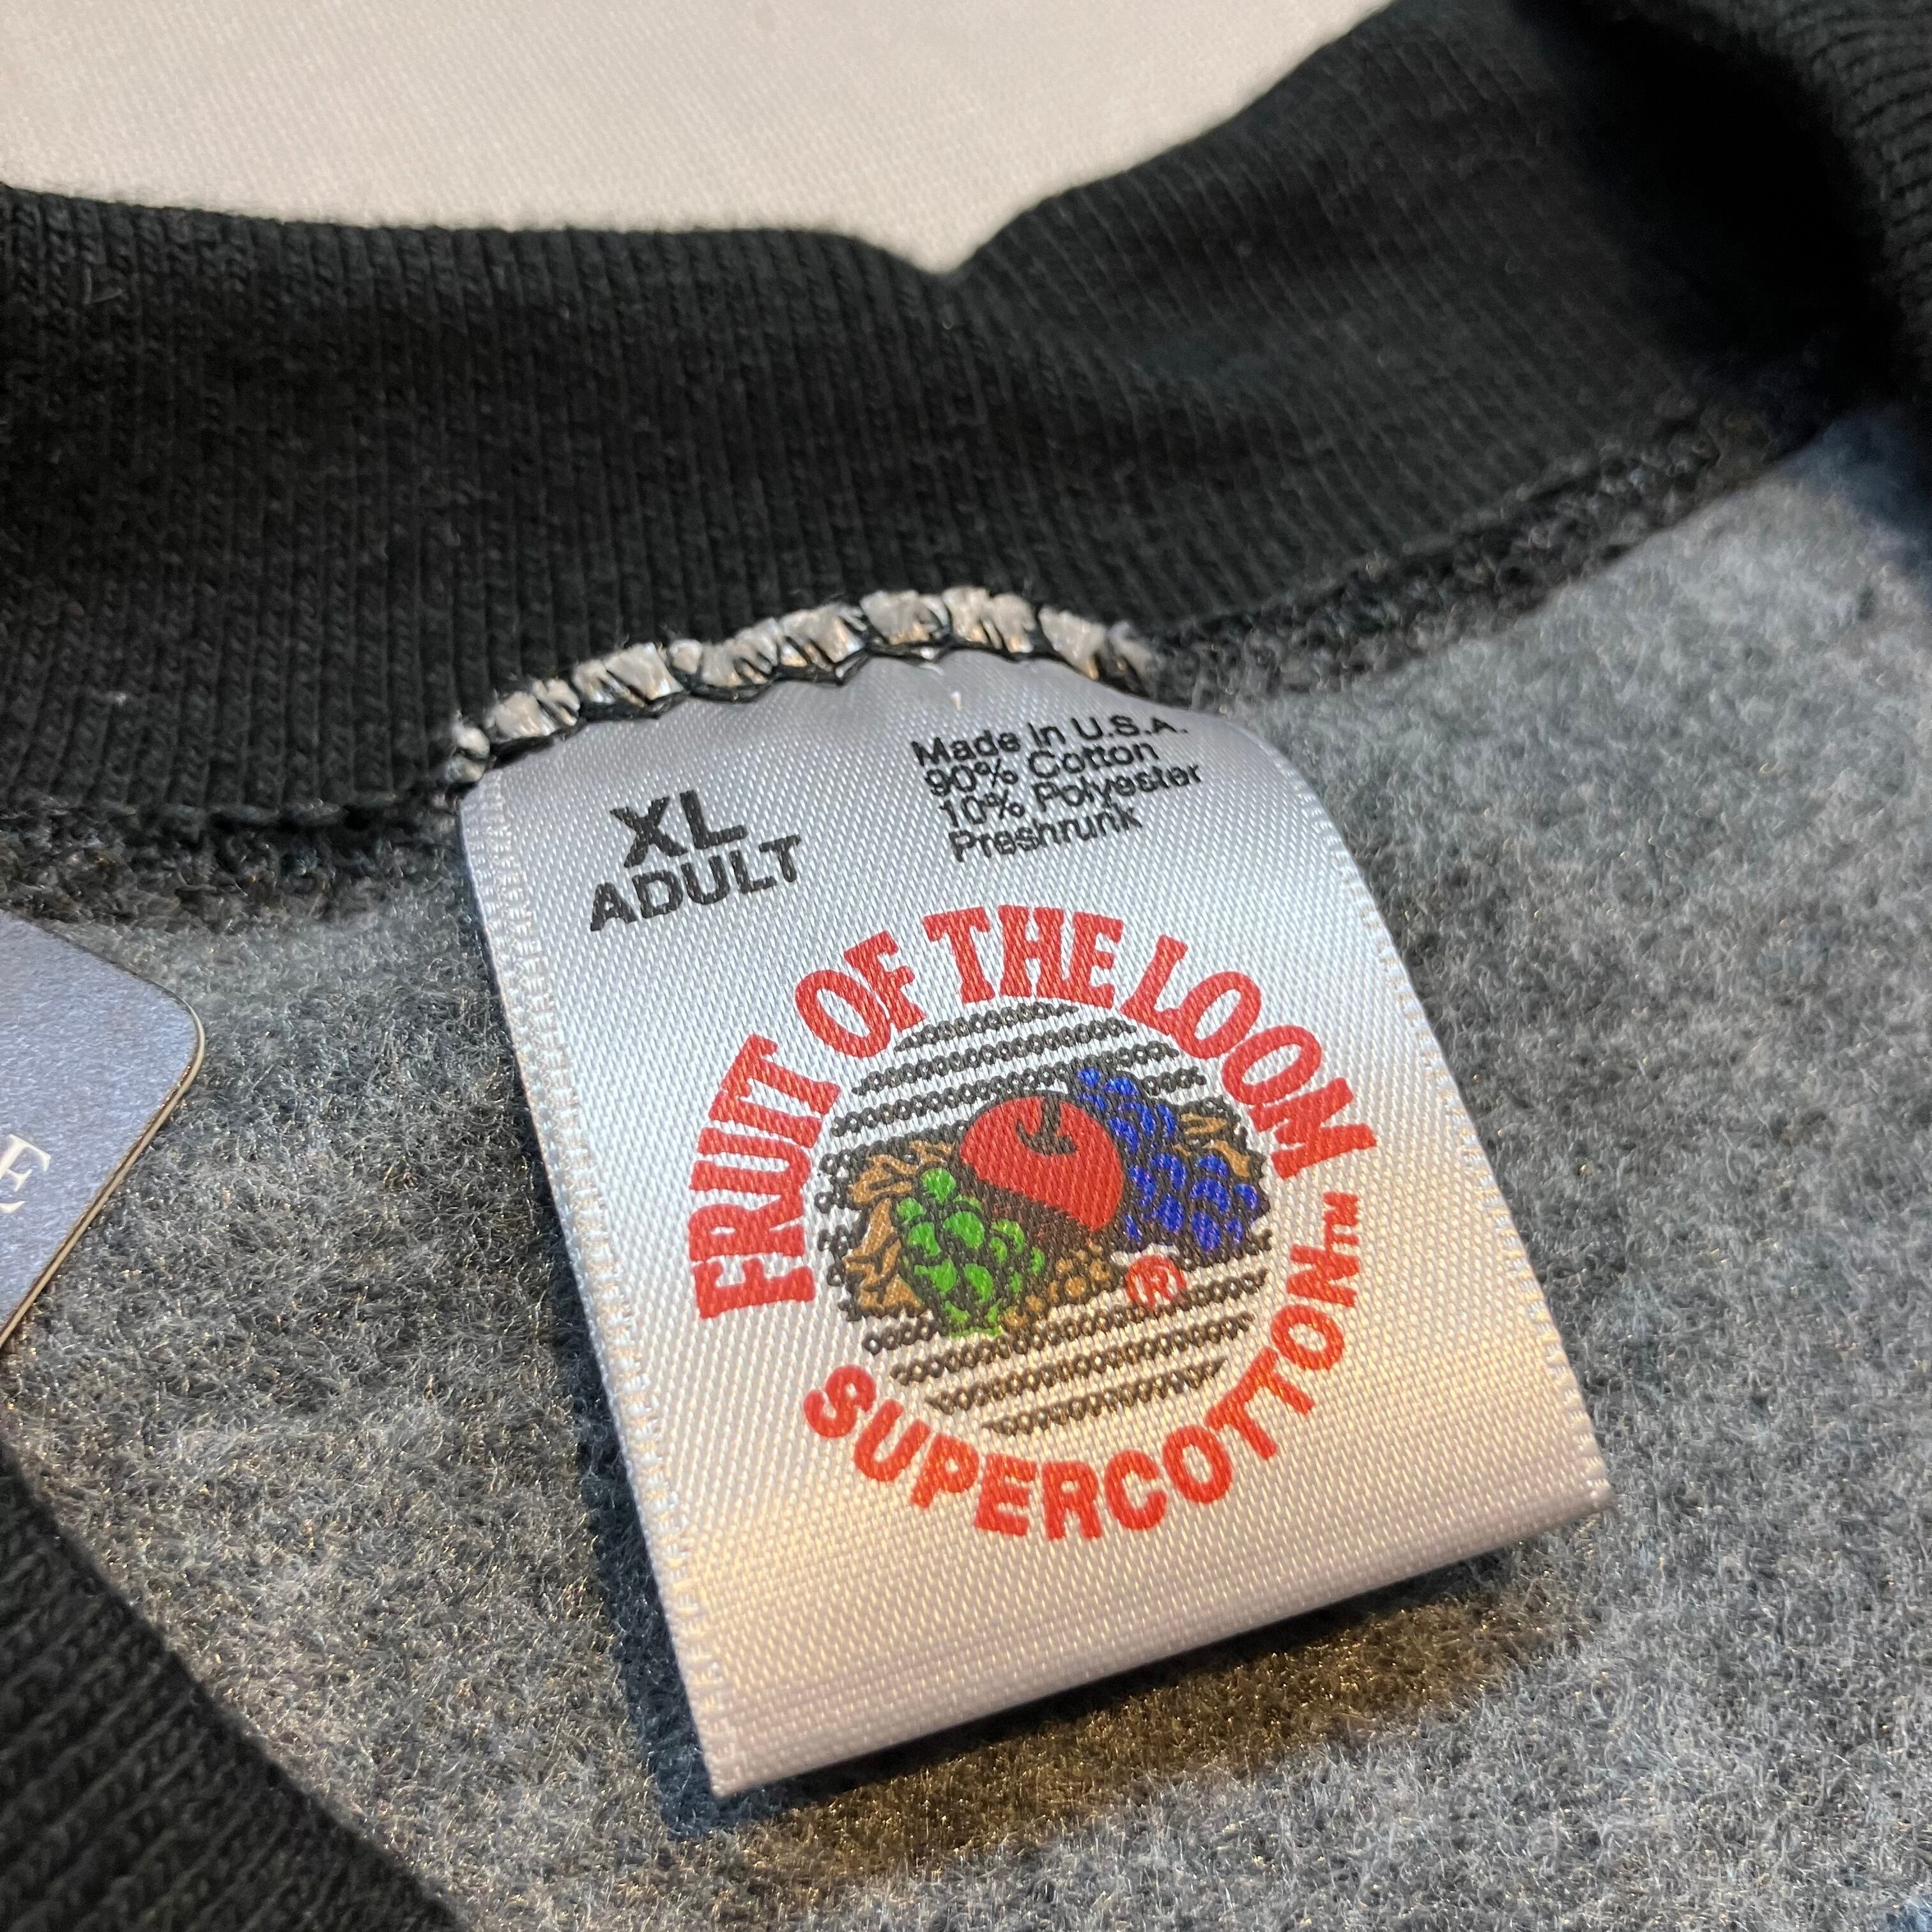 Made in U.S.A.
90% Cotton
10% Polyester
Preshrunk
XL
ADULT
FRUIT OF THE LOOM
®
SUPERCOTTON™
E